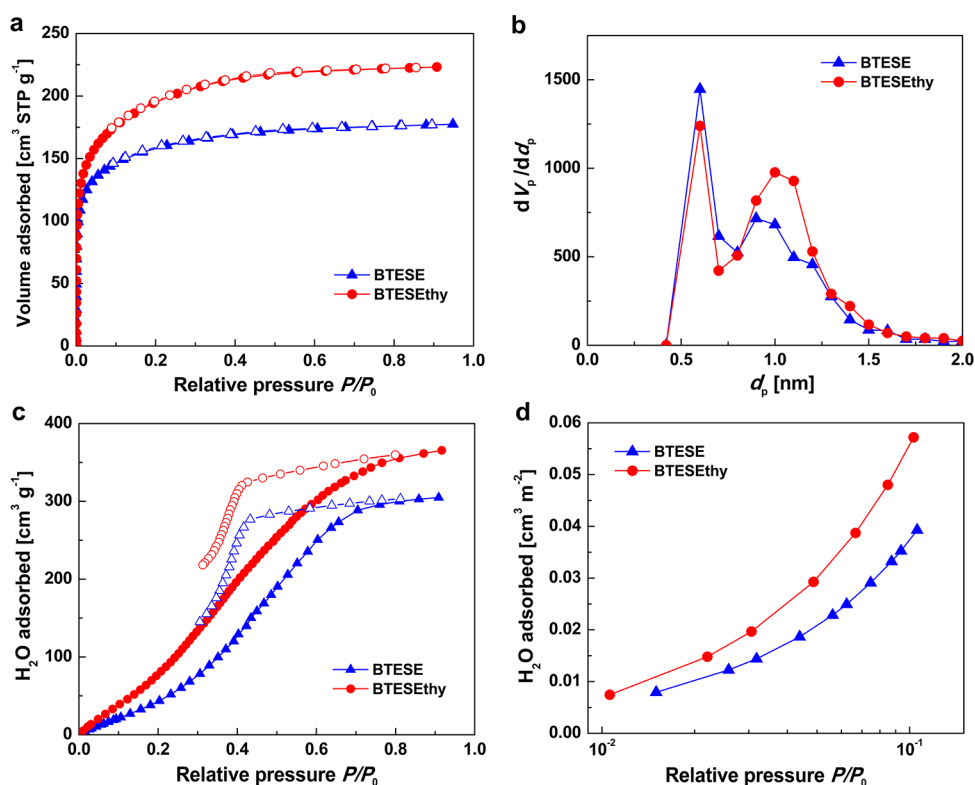 a
Volume adsorbed [cm³ STP g⁻¹]
250
200
150
100
50
0
BTESE
BTESEthy
0.0 0.2 0.4 0.6 0.8 1.0
Relative pressure P/P₀
b
dVₚ/ddₚ
1500
1000
500
0
BTESE
BTESEthy
0.0 0.5 1.0 1.5 2.0
dₚ [nm]
c
H₂O adsorbed [cm³ g⁻¹]
400
300
200
100
0
BTESE
BTESEthy
0.0 0.2 0.4 0.6 0.8 1.0
Relative pressure P/P₀
d
H₂O adsorbed [cm³ m⁻²]
0.06
0.05
0.04
0.03
0.02
0.01
0.00
BTESE
BTESEthy
10⁻² 10⁻¹
Relative pressure P/P₀